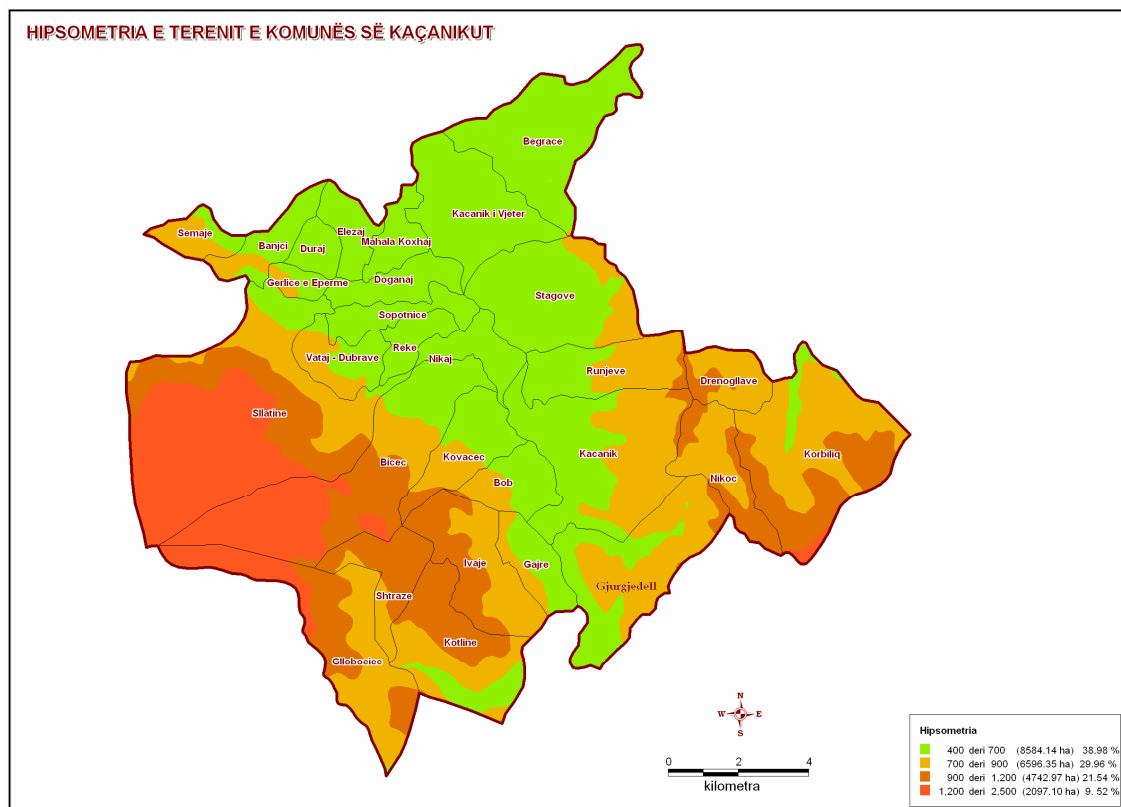 HIPSOMETRIA E TERENIT E KOMUNËS SË KAÇANIKUT
Begrace
Kacanik i Vjeter
Semaje
Elezaj
Mahala Koxhaj
Banjci
Duraj
Gerlice e Eperme
Doganaj
Stagove
Sopotnice
Reke
Vataj - Dubrave
Nikaj
Runjeve
Drenogllave
Sllatine
Kacanik
Korbiliq
Kovacec
Bicec
Bob
Nikoc
Ivaje
Gajre
Gjurgjedell
Shtraze
Kotline
Gllobocice
N
W E
S
0 2 4
kilometra
Hipsometria
400 deri 700 (8584.14 ha) 38.98 %
700 deri 900 (6596.35 ha) 29.96 %
900 deri 1,200 (4742.97 ha) 21.54 %
1,200 deri 2,500 (2097.10 ha) 9. 52 %